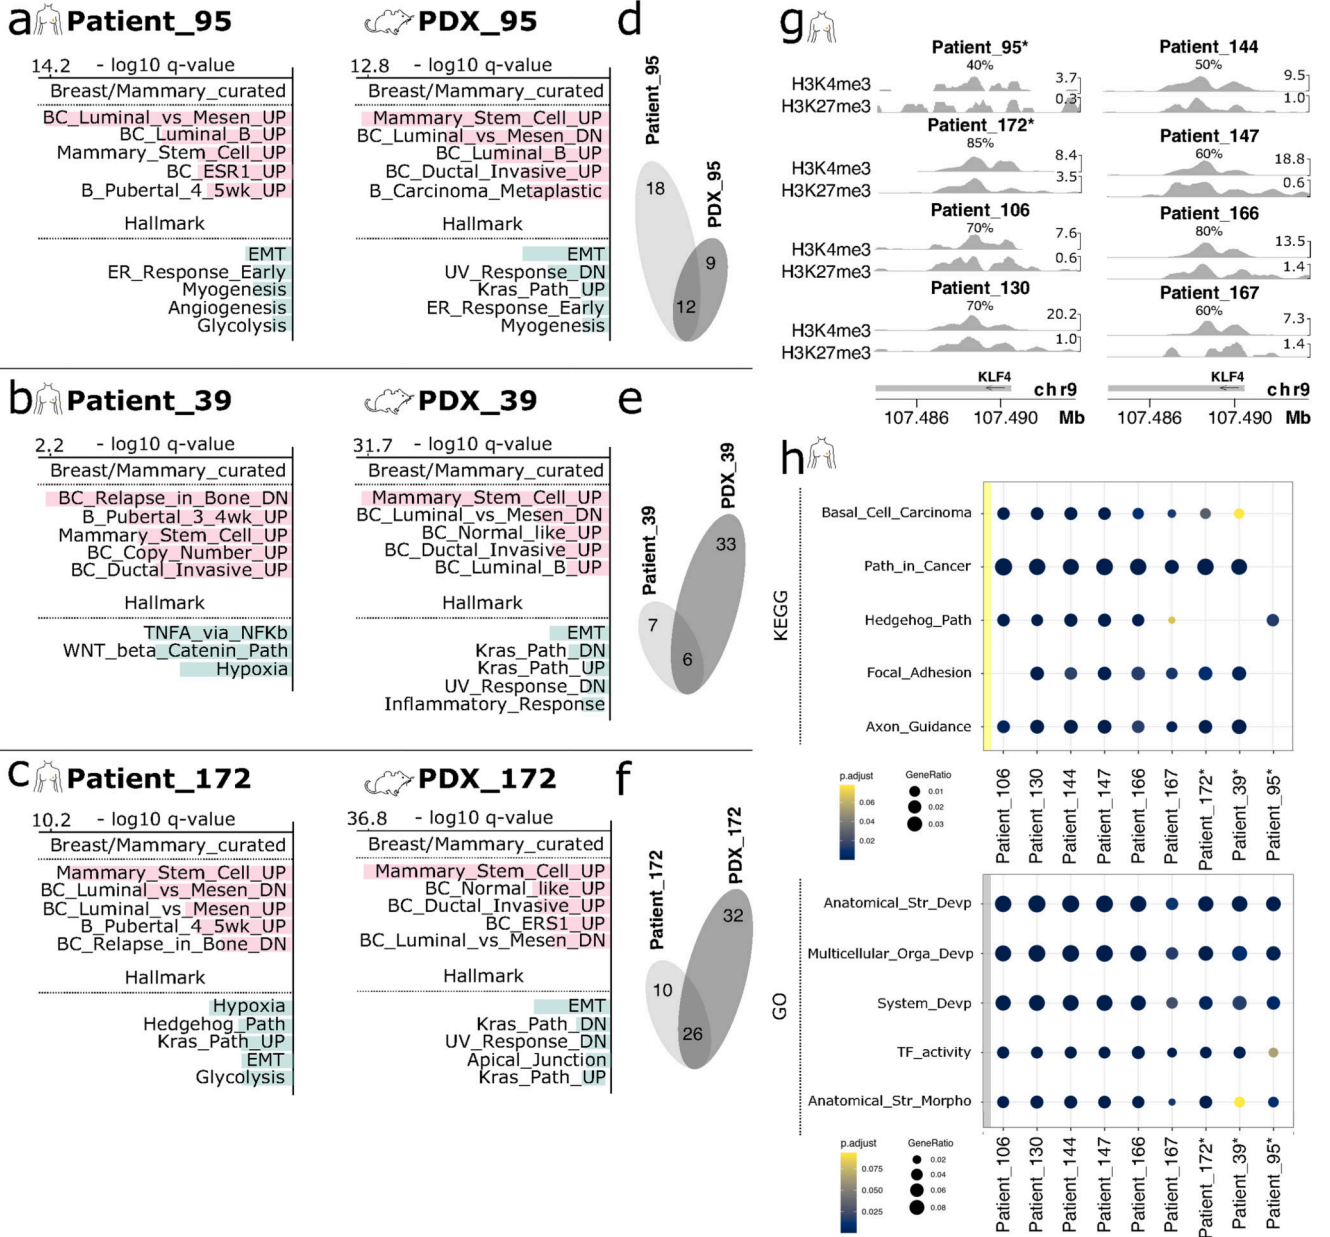 a Patient_95
PDX_95
14.2 - log10 q-value
Breast/Mammary_curated
BC_Luminal_vs_Mesen_UP
BC_Luminal_B_UP
Mammary_Stem_Cell_UP
BC_ESR1_UP
B_Pubertal_4_5wk_UP
Hallmark
EMT
ER_Response_Early
Myogenesis
Angiogenesis
Glycolysis
12.8 - log10 q-value
Breast/Mammary_curated
Mammary_Stem_Cell_UP
BC_Luminal_vs_Mesen_DN
BC_Luminal_B_UP
BC_Ductal_Invasive_UP
B_Carcinoma_Metaplastic
Hallmark
EMT
UV_Response_DN
Kras_Path_UP
ER_Response_Early
Myogenesis
d
Patient_95
PDX_95
18
9
12
b Patient_39
PDX_39
2.2 - log10 q-value
Breast/Mammary_curated
BC_Relapse_in_Bone_DN
B_Pubertal_3_4wk_UP
Mammary_Stem_Cell_UP
BC_Copy_Number_UP
BC_Ductal_Invasive_UP
Hallmark
TNFA_via_NFKb
WNT_beta_Catenin_Path
Hypoxia
31.7 - log10 q-value
Breast/Mammary_curated
Mammary_Stem_Cell_UP
BC_Luminal_vs_Mesen_DN
BC_Normal_like_UP
BC_Ductal_Invasive_UP
BC_Luminal_B_UP
Hallmark
EMT
Kras_Path_DN
Kras_Path_UP
UV_Response_DN
Inflammatory_Response
e
Patient_39
PDX_39
33
7
6
c Patient_172
PDX_172
10.2 - log10 q-value
Breast/Mammary_curated
Mammary_Stem_Cell_UP
BC_Luminal_vs_Mesen_DN
BC_Luminal_vs_Mesen_UP
B_Pubertal_4_5wk_UP
BC_Relapse_in_Bone_DN
Hallmark
Hypoxia
Hedgehog_Path
Kras_Path_UP
EMT
Glycolysis
36.8 - log10 q-value
Breast/Mammary_curated
Mammary_Stem_Cell_UP
BC_Normal_like_UP
BC_Ductal_Invasive_UP
BC_ERS1_UP
BC_Luminal_vs_Mesen_DN
Hallmark
EMT
Kras_Path_DN
UV_Response_DN
Apical_Junction
Kras_Path_UP
f
Patient_172
PDX_172
32
10
26
g
Patient_95*
40%
H3K4me3 3.7
H3K27me3 0.3
Patient_172*
85%
H3K4me3 8.4
H3K27me3 3.5
Patient_106
70%
H3K4me3 7.6
H3K27me3 0.6
Patient_130
70%
H3K4me3 20.2
H3K27me3 1.0
KLF4 chr9
107.486 107.490 Mb
Patient_144
50%
9.5
1.0
Patient_147
60%
18.8
0.6
Patient_166
80%
13.5
1.4
Patient_167
60%
7.3
1.4
KLF4 chr9
107.486 107.490 Mb
h
KEGG
Basal_Cell_Carcinoma
Path_in_Cancer
Hedgehog_Path
Focal_Adhesion
Axon_Guidance
p.adjust
0.06
0.04
0.02
GeneRatio
0.01
0.02
0.03
Patient_106
Patient_130
Patient_144
Patient_147
Patient_166
Patient_167
Patient_172*
Patient_39*
Patient_95*
GO
Anatomical_Str_Devp
Multicellular_Orga_Devp
System_Devp
TF_activity
Anatomical_Str_Morpho
p.adjust
0.075
0.050
0.025
GeneRatio
0.02
0.04
0.06
0.08
Patient_106
Patient_130
Patient_144
Patient_147
Patient_166
Patient_167
Patient_172*
Patient_39*
Patient_95*